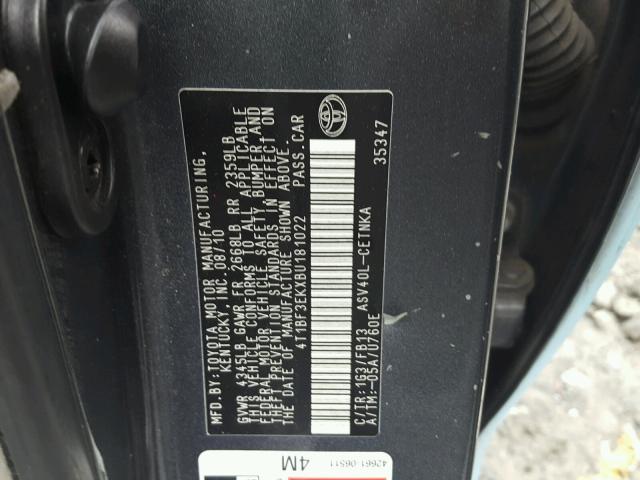 MFD.BY:TOYOTA MOTOR MANUFACTURING,
KENTUCKY, INC. 08/10
GVWR 4345LB GAWR FR 2668LB RR 2359LB
THIS VEHICLE CONFORMS TO ALL APPLICABLE
FEDERAL MOTOR VEHICLE SAFETY, BUMPER, AND
THEFT PREVENTION STANDARDS IN EFFECT ON
THE DATE OF MANUFACTURE SHOWN ABOVE.
4T1BF3EKXBU181022 PASS.CAR
C/TR:1G3/FB13 ASV40L-CETNKA
A/TM:-05A/U760E 35347
42661-06S11
4M